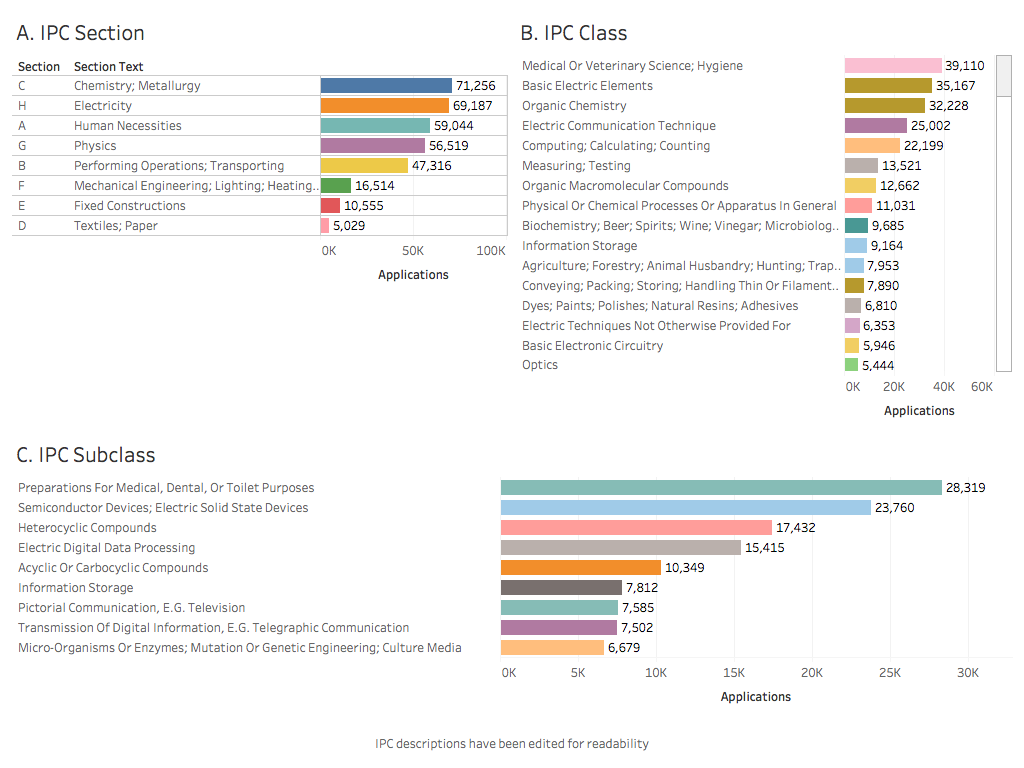 A. IPC Section
Section Section Text
C Chemistry; Metallurgy 71,256
H Electricity 69,187
A Human Necessities 59,044
G Physics 56,519
B Performing Operations; Transporting 47,316
F Mechanical Engineering; Lighting; Heating.. 16,514
E Fixed Constructions 10,555
D Textiles; Paper 5,029
0K 50K 100K
Applications
B. IPC Class
Medical Or Veterinary Science; Hygiene 39,110
Basic Electric Elements 35,167
Organic Chemistry 32,228
Electric Communication Technique 25,002
Computing; Calculating; Counting 22,199
Measuring; Testing 13,521
Organic Macromolecular Compounds 12,662
Physical Or Chemical Processes Or Apparatus In General 11,031
Biochemistry; Beer; Spirits; Wine; Vinegar; Microbiolog.. 9,685
Information Storage 9,164
Agriculture; Forestry; Animal Husbandry; Hunting; Trap.. 7,953
Conveying; Packing; Storing; Handling Thin Or Filament.. 7,890
Dyes; Paints; Polishes; Natural Resins; Adhesives 6,810
Electric Techniques Not Otherwise Provided For 6,353
Basic Electronic Circuitry 5,946
Optics 5,444
0K 20K 40K 60K
Applications
C. IPC Subclass
Preparations For Medical, Dental, Or Toilet Purposes 28,319
Semiconductor Devices; Electric Solid State Devices 23,760
Heterocyclic Compounds 17,432
Electric Digital Data Processing 15,415
Acyclic Or Carbocyclic Compounds 10,349
Information Storage 7,812
Pictorial Communication, E.G. Television 7,585
Transmission Of Digital Information, E.G. Telegraphic Communication 7,502
Micro-Organisms Or Enzymes; Mutation Or Genetic Engineering; Culture Media 6,679
0K 5K 10K 15K 20K 25K 30K
Applications
IPC descriptions have been edited for readability